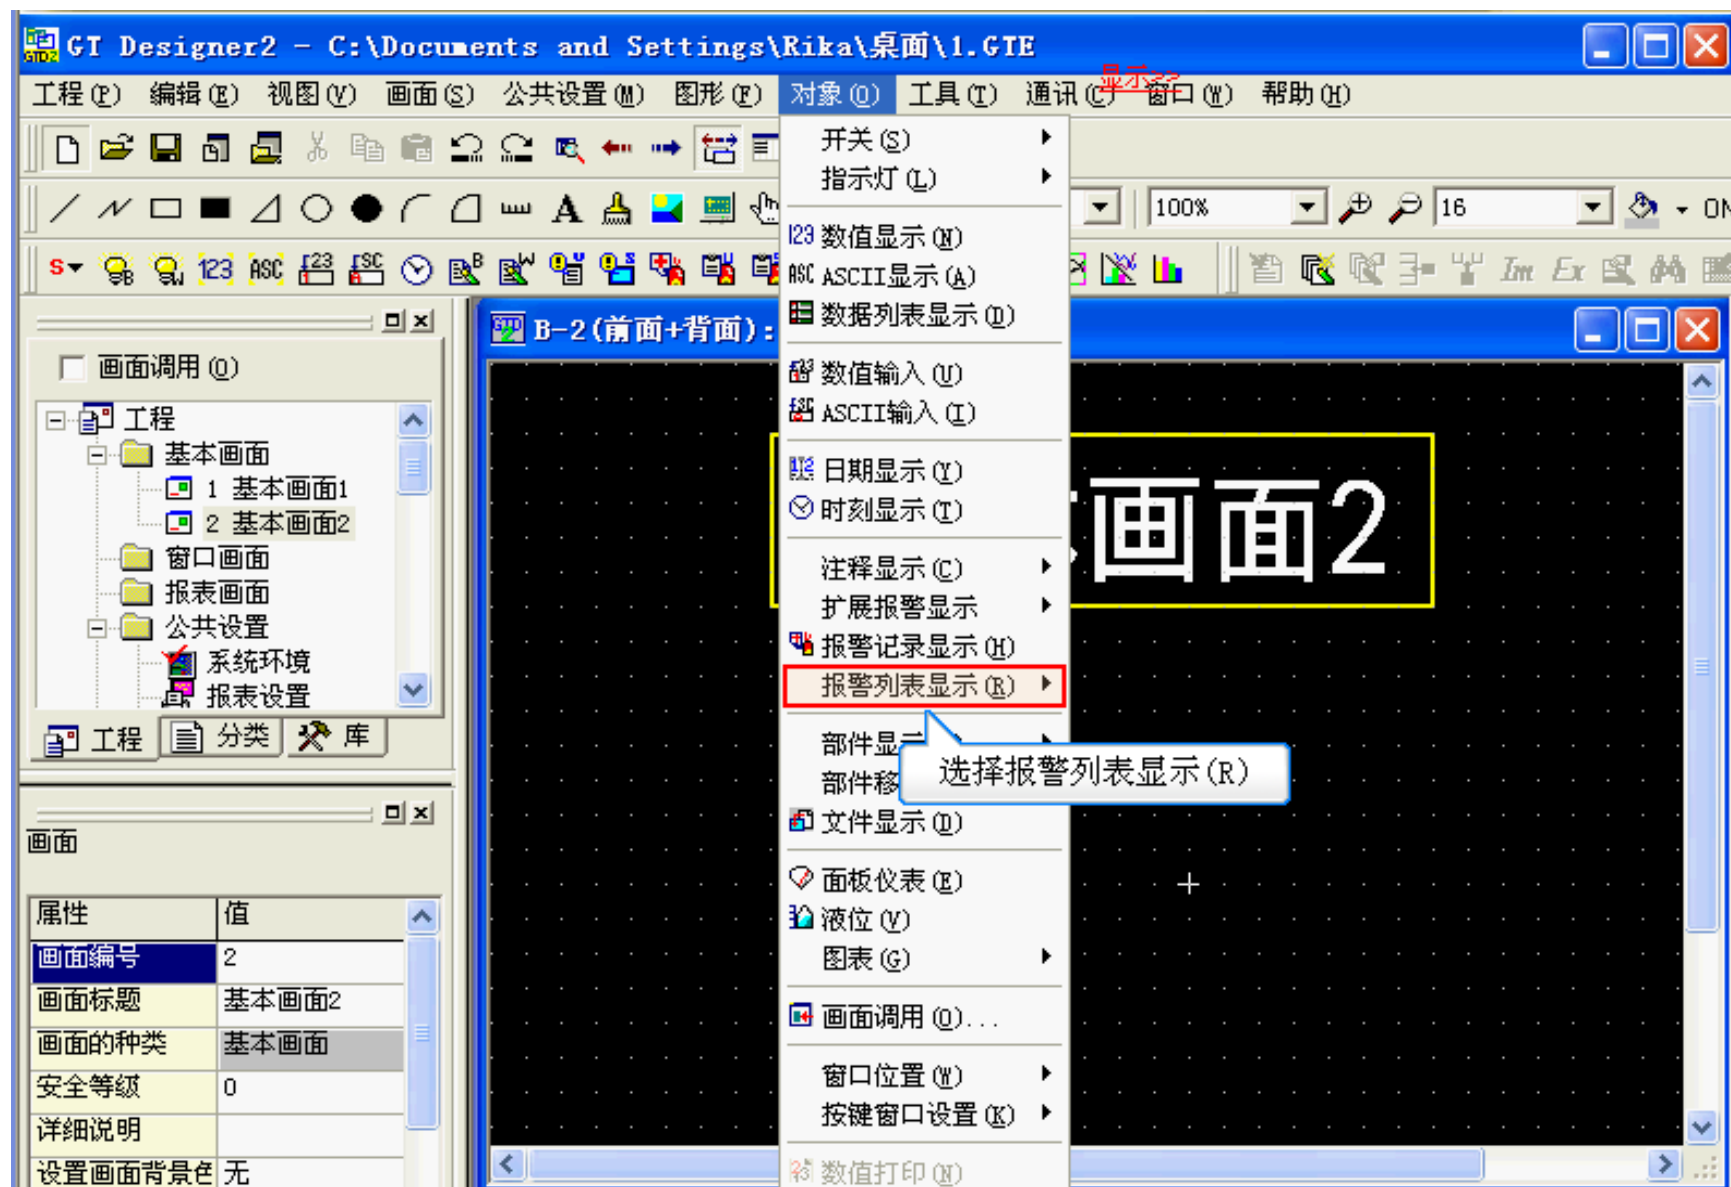 GT Designer2 - C:\Documents and Settings\Rika\桌面\1.GTE
工程(P) 编辑(E) 视图(V) 画面(S) 公共设置(M) 图形(F) 对象(O) 工具(T) 通讯(C) 窗口(W) 帮助(H)
显示>>
100% 16 ON
画面调用(O)
工程
基本画面
1 基本画面1
2 基本画面2
窗口画面
报表画面
公共设置
系统环境
报表设置
工程 分类 库
画面
属性 值
画面编号 2
画面标题 基本画面2
画面的种类 基本画面
安全等级 0
详细说明
设置画面背景色 无
B-2(前面+背面):
画面2
开关(S)
指示灯(L)
数值显示(N)
ASCII显示(A)
数据列表显示(D)
数值输入(U)
ASCII输入(I)
日期显示(Y)
时刻显示(T)
注释显示(C)
扩展报警显示
报警记录显示(H)
报警列表显示(R)
部件显
部件移
选择报警列表显示(R)
文件显示(D)
面板仪表(E)
液位(V)
图表(G)
画面调用(O)...
窗口位置(W)
按键窗口设置(K)
数值打印(N)